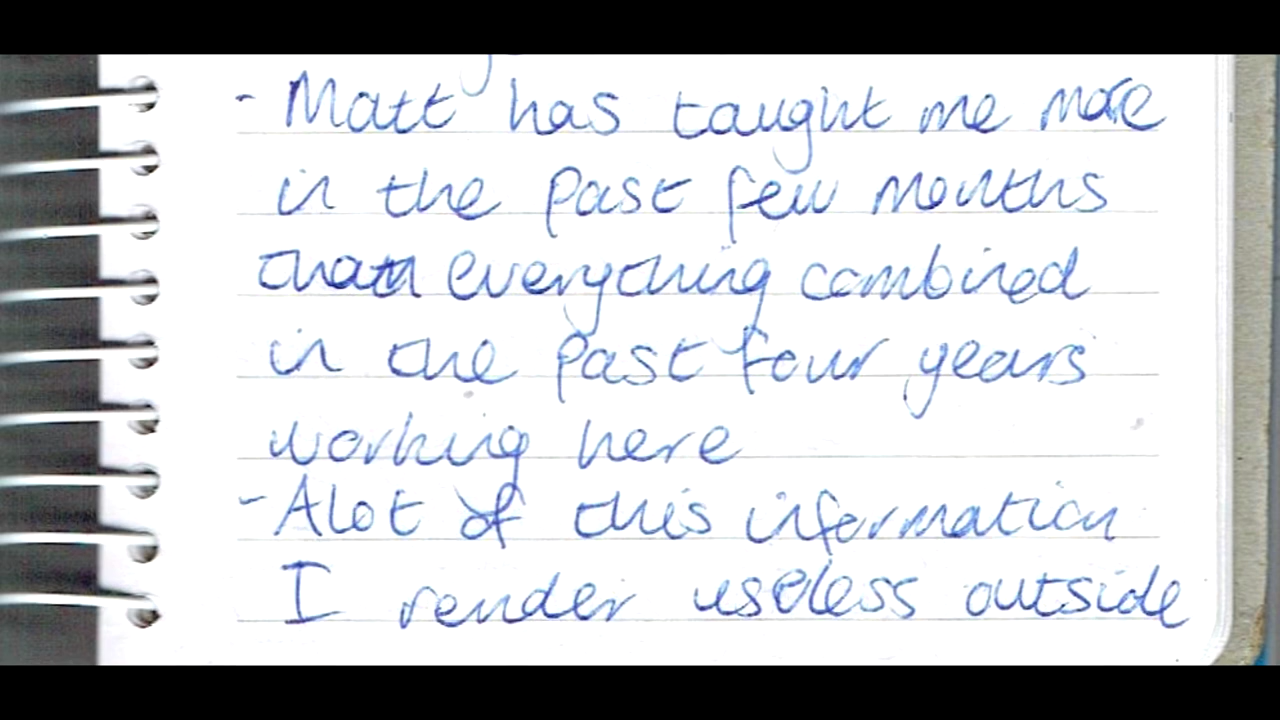 - Matt has taught me more
in the past few months
than everything combined
in the past four years
working here
- Alot of this information
I render useless outside